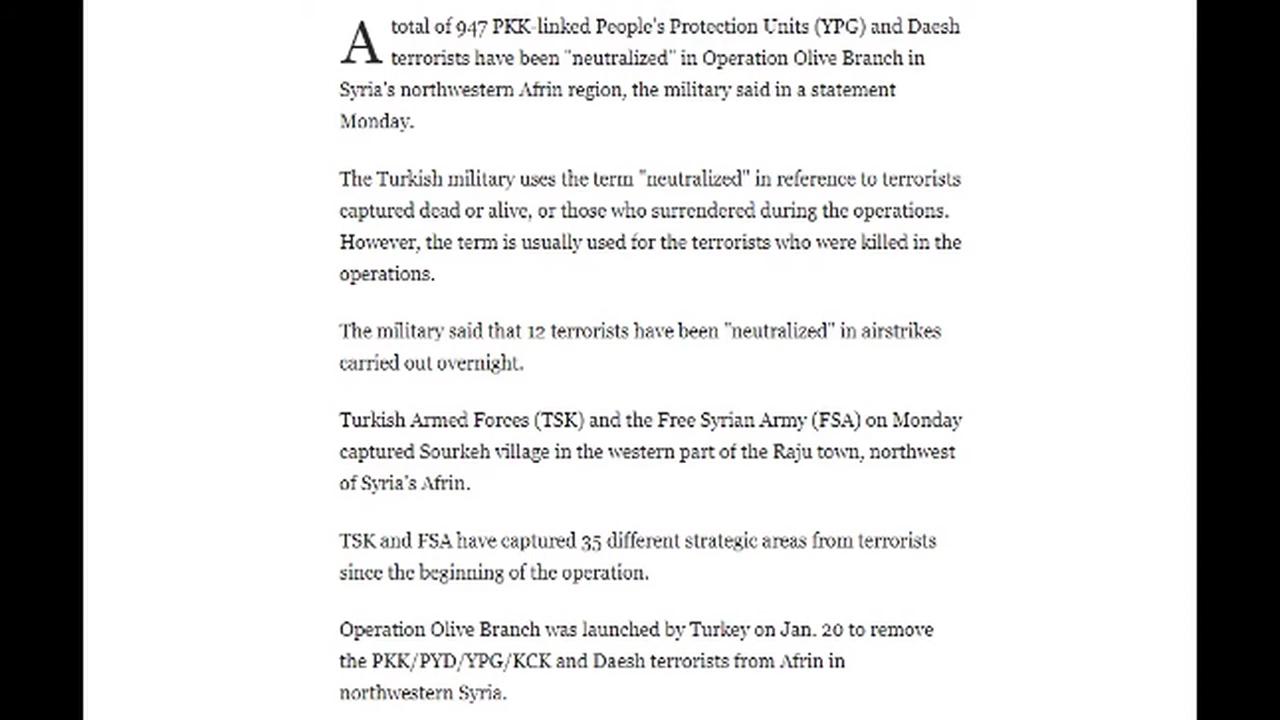 A total of 947 PKK-linked People's Protection Units (YPG) and Daesh
terrorists have been "neutralized" in Operation Olive Branch in
Syria's northwestern Afrin region, the military said in a statement
Monday.
The Turkish military uses the term "neutralized" in reference to terrorists
captured dead or alive, or those who surrendered during the operations.
However, the term is usually used for the terrorists who were killed in the
operations.
The military said that 12 terrorists have been "neutralized" in airstrikes
carried out overnight.
Turkish Armed Forces (TSK) and the Free Syrian Army (FSA) on Monday
captured Sourkeh village in the western part of the Raju town, northwest
of Syria's Afrin.
TSK and FSA have captured 35 different strategic areas from terrorists
since the beginning of the operation.
Operation Olive Branch was launched by Turkey on Jan. 20 to remove
the PKK/PYD/YPG/KCK and Daesh terrorists from Afrin in
northwestern Syria.